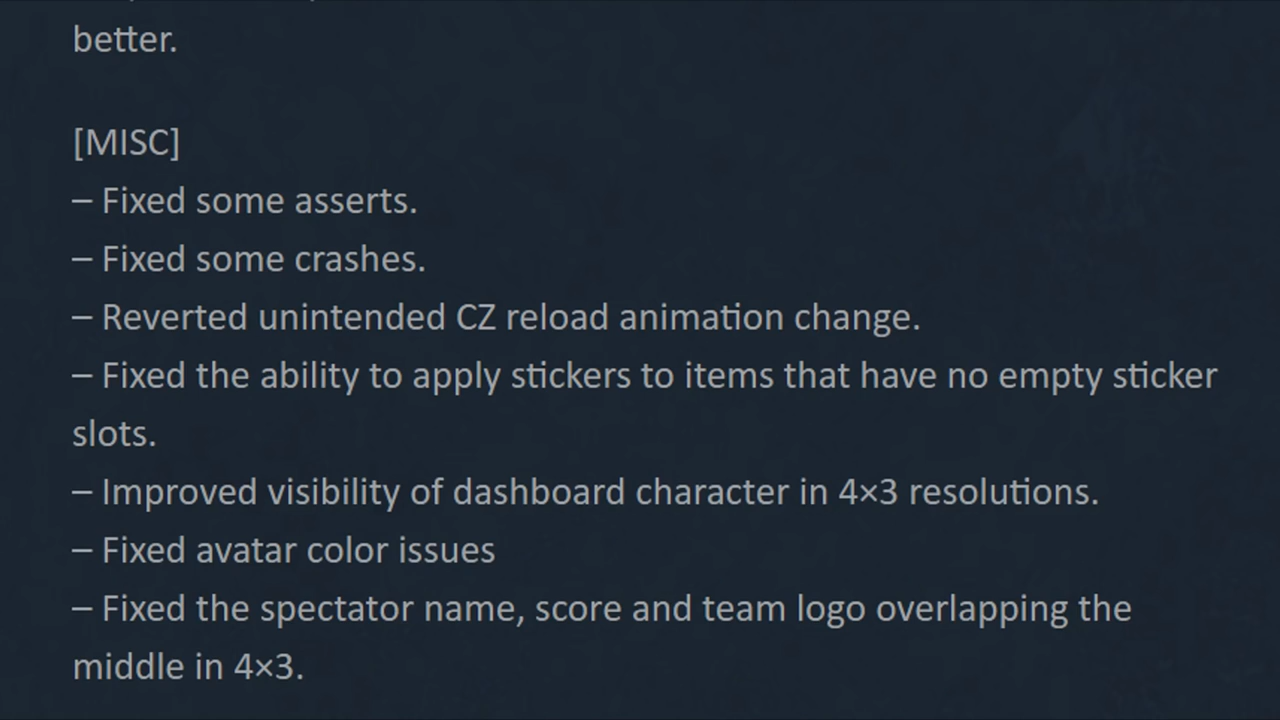 better.
[MISC]
– Fixed some asserts.
– Fixed some crashes.
– Reverted unintended CZ reload animation change.
– Fixed the ability to apply stickers to items that have no empty sticker
slots.
– Improved visibility of dashboard character in 4×3 resolutions.
– Fixed avatar color issues
– Fixed the spectator name, score and team logo overlapping the
middle in 4×3.